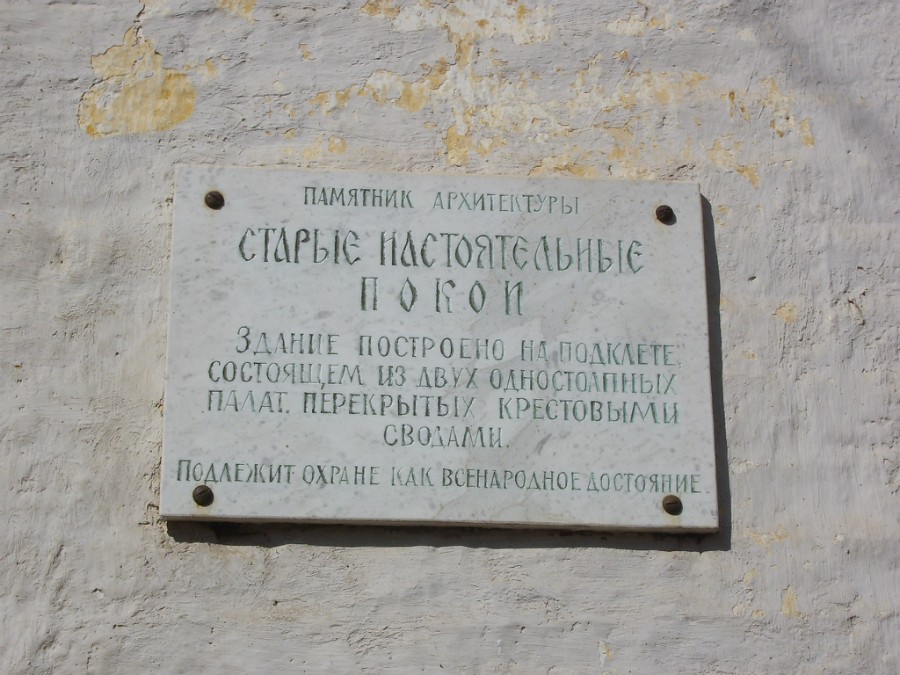 ПАМЯТНИК АРХИТЕКТУРЫ
СТАРЫЕ НАСТОЯТЕЛЬНЫЕ
ПОКОИ
ЗДАНИЕ ПОСТРОЕНО НА ПОДКЛЕТЕ,
СОСТОЯЩЕМ ИЗ ДВУХ ОДНОСТОЛПНЫХ
ПАЛАТ, ПЕРЕКРЫТЫХ КРЕСТОВЫМИ
СВОДАМИ.
ПОДЛЕЖИТ ОХРАНЕ КАК ВСЕНАРОДНОЕ ДОСТОЯНИЕ.